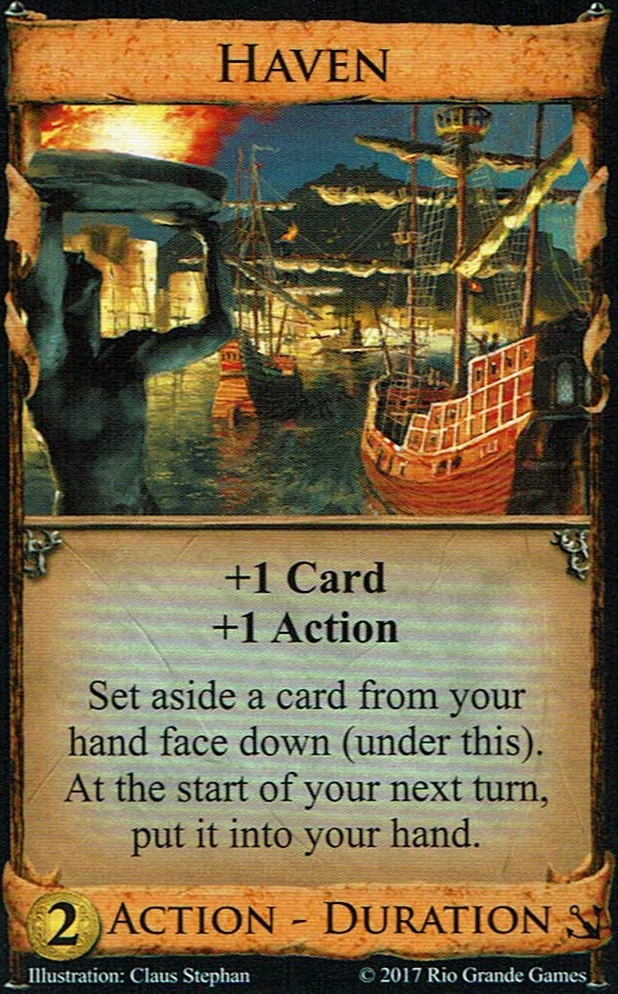 HAVEN
+1 Card
+1 Action
Set aside a card from your
hand face down (under this).
At the start of your next turn,
put it into your hand.
2 ACTION - DURATION
Illustration: Claus Stephan © 2017 Rio Grande Games